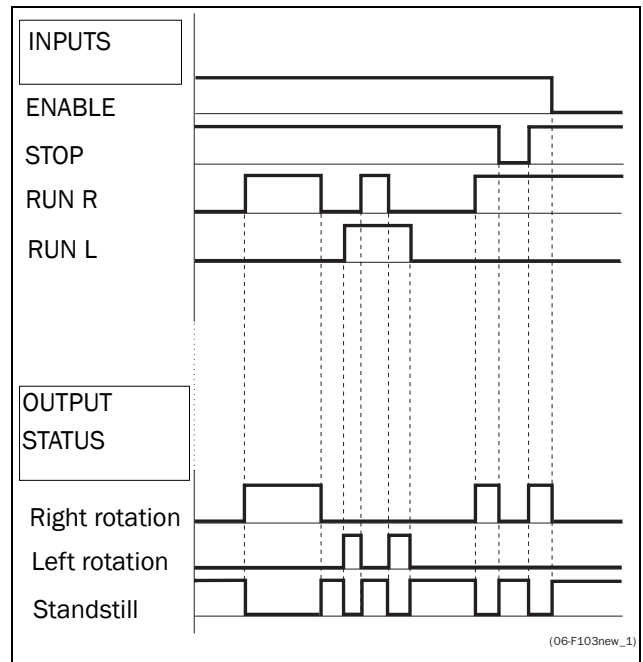 INPUTS
ENABLE
STOP
RUN R
RUN L
OUTPUT
STATUS
Right rotation
Left rotation
Standstill
(06-F103new_1)